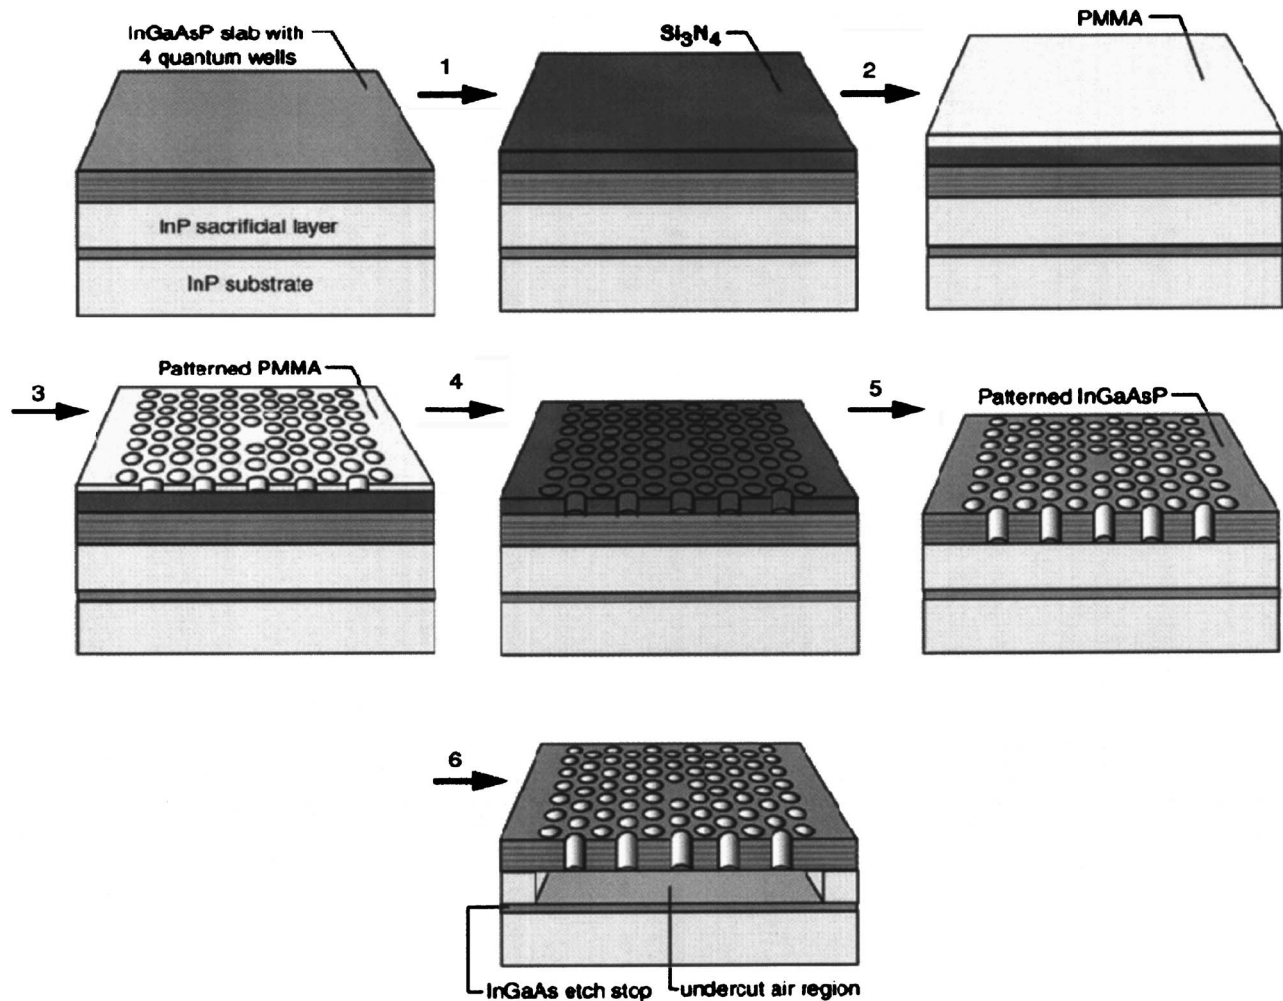 InGaAsP slab with
4 quantum wells
1
Si3N4
2
PMMA
InP sacrificial layer
InP substrate
3
Patterned PMMA
4
5
Patterned InGaAsP
6
InGaAs etch stop
undercut air region